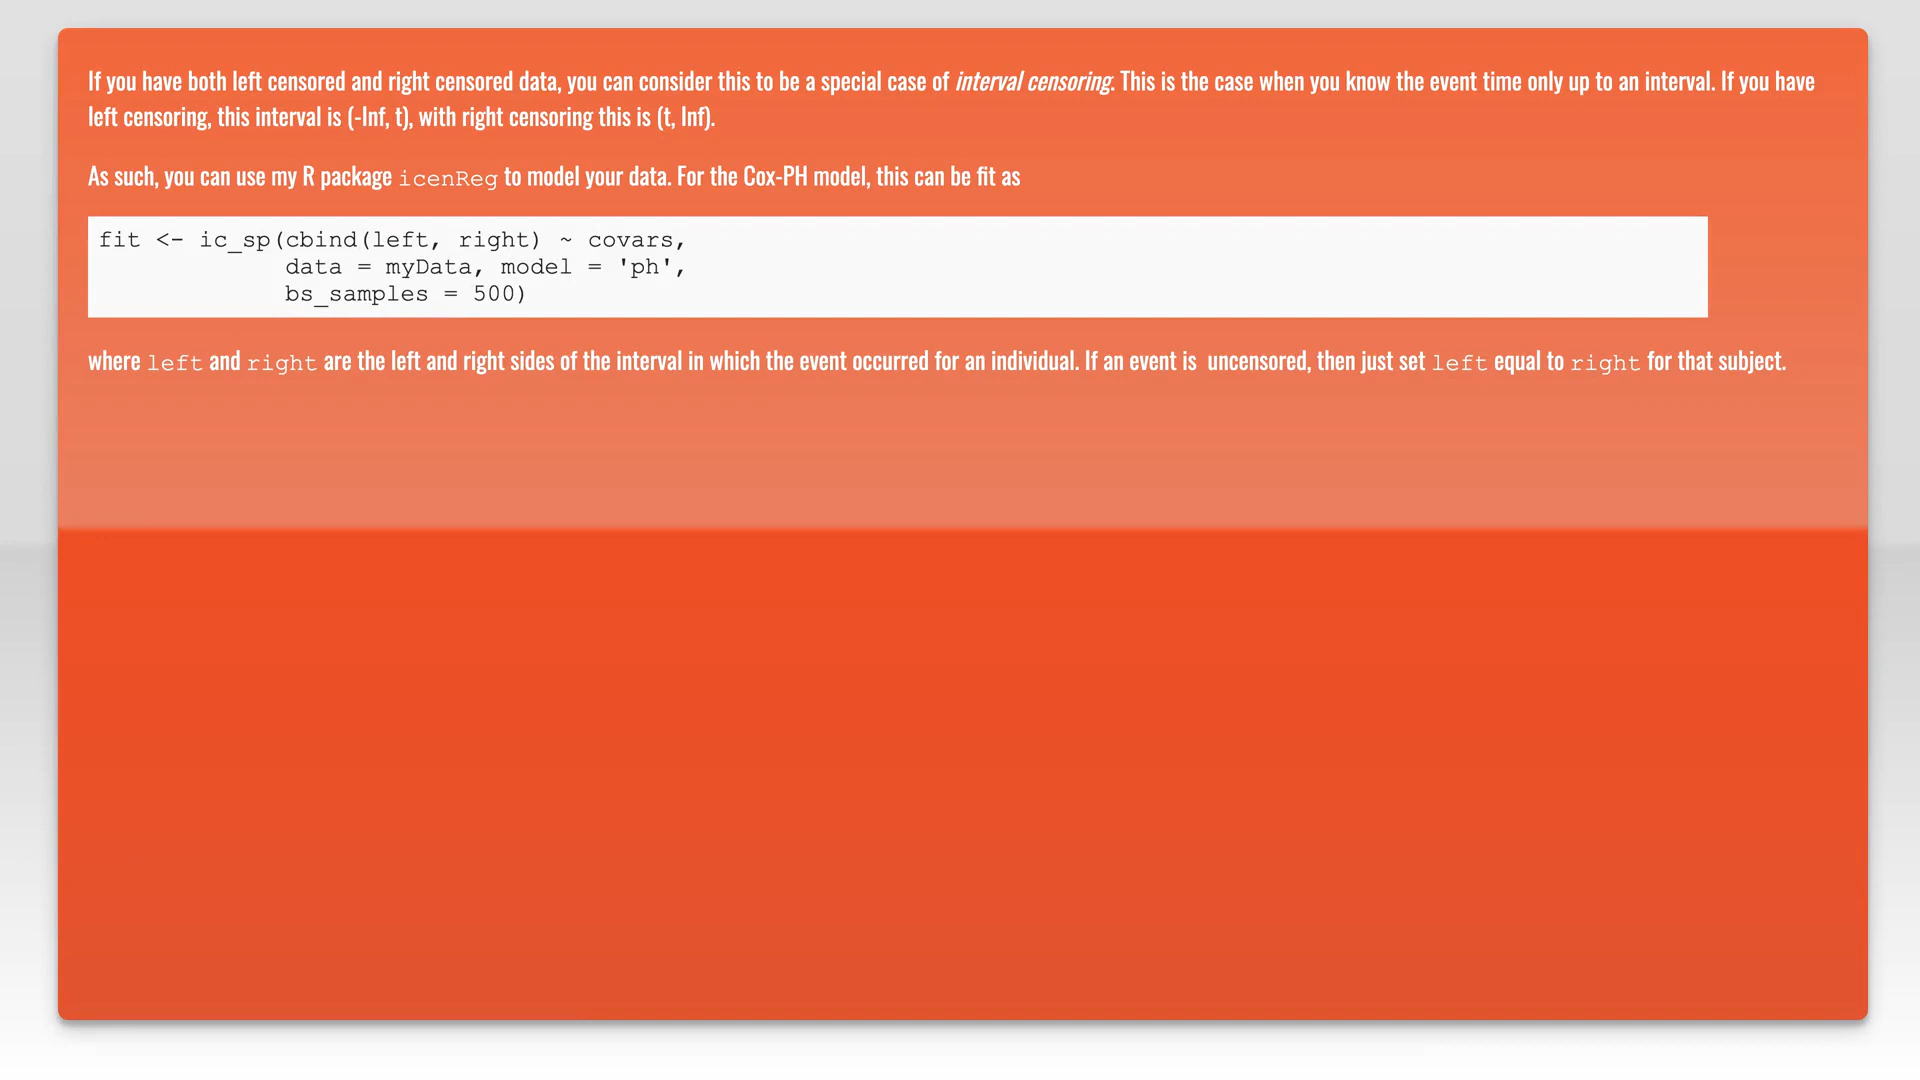 If you have both left censored and right censored data, you can consider this to be a special case of interval censoring. This is the case when you know the event time only up to an interval. If you have
left censoring, this interval is (-Inf, t), with right censoring this is (t, Inf).
As such, you can use my R package icenReg to model your data. For the Cox-PH model, this can be fit as
fit <- ic_sp(cbind(left, right) ~ covars,
             data = myData, model = 'ph',
             bs_samples = 500)
where left and right are the left and right sides of the interval in which the event occurred for an individual. If an event is  uncensored, then just set left equal to right for that subject.